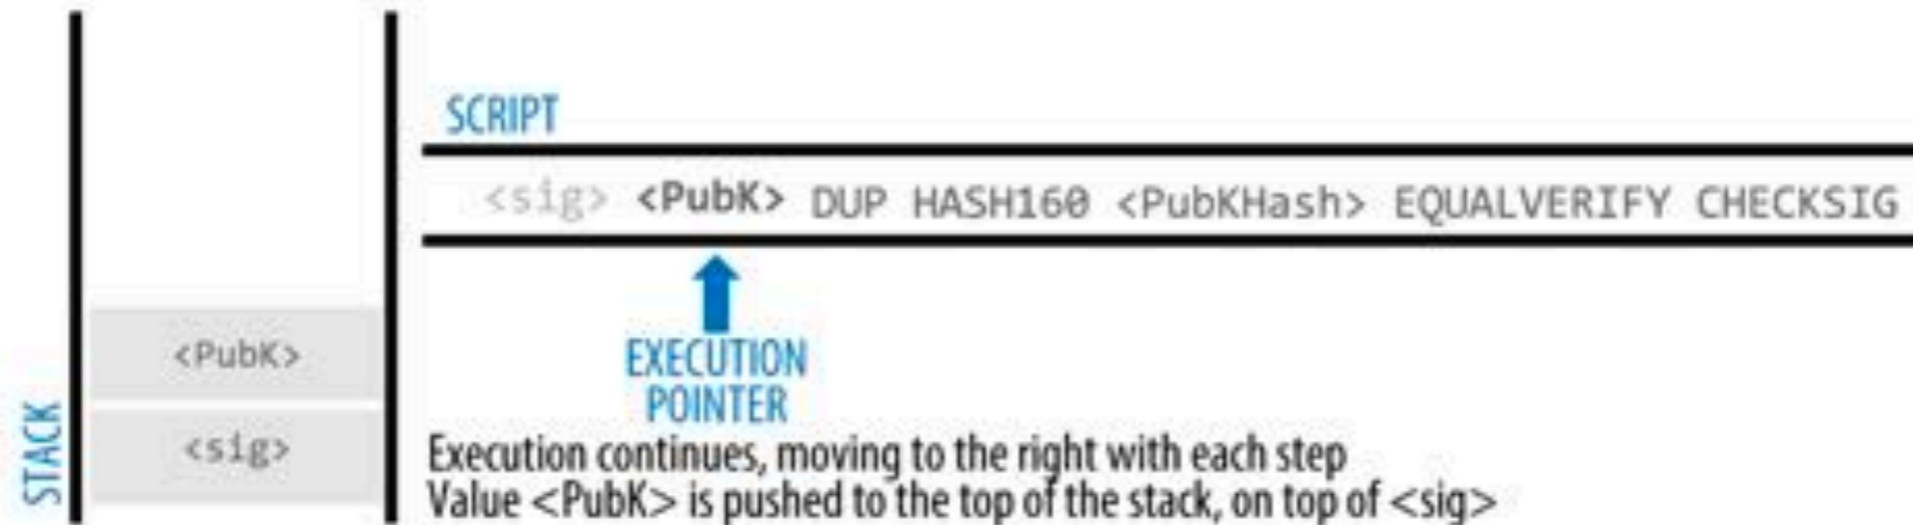 SCRIPT
<sig> <PubK> DUP HASH160 <PubKHash> EQUALVERIFY CHECKSIG
<PubK>
<sig>
STACK
EXECUTION
POINTER
Execution continues, moving to the right with each step
Value <PubK> is pushed to the top of the stack, on top of <sig>